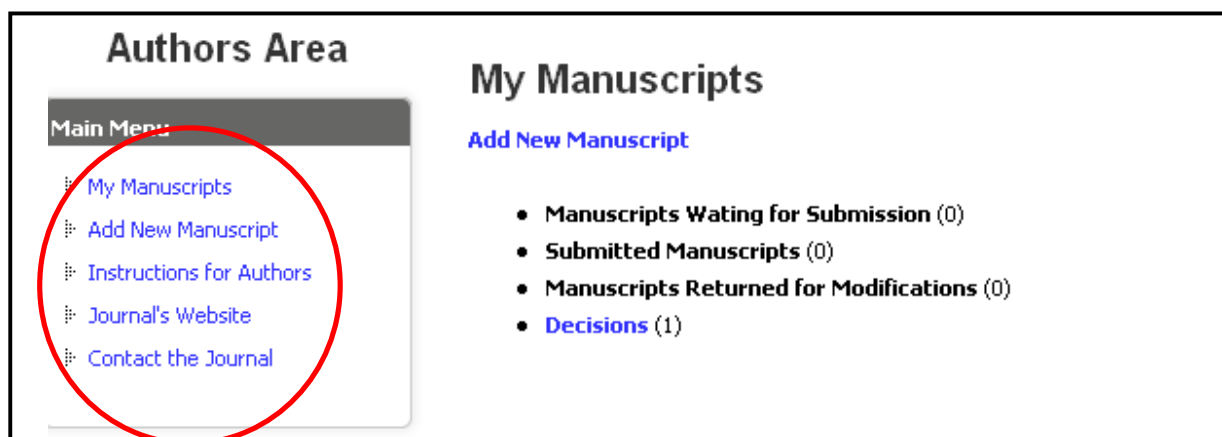 Authors Area
Main Menu
My Manuscripts
Add New Manuscript
Instructions for Authors
Journal's Website
Contact the Journal
My Manuscripts
Add New Manuscript
Manuscripts Wating for Submission (0)
Submitted Manuscripts (0)
Manuscripts Returned for Modifications (0)
Decisions (1)